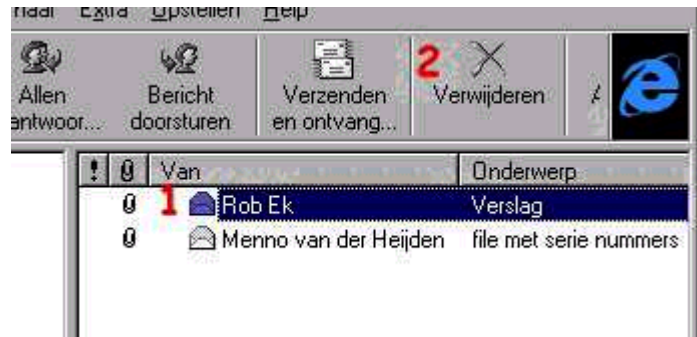 Extra Opstellen Help
2
Allen Bericht Verzenden Verwijderen
doorsturen en ontvang...
! Van Onderwerp
1 Rob Ek Verslag
Menno van der Heijden file met serie nummers